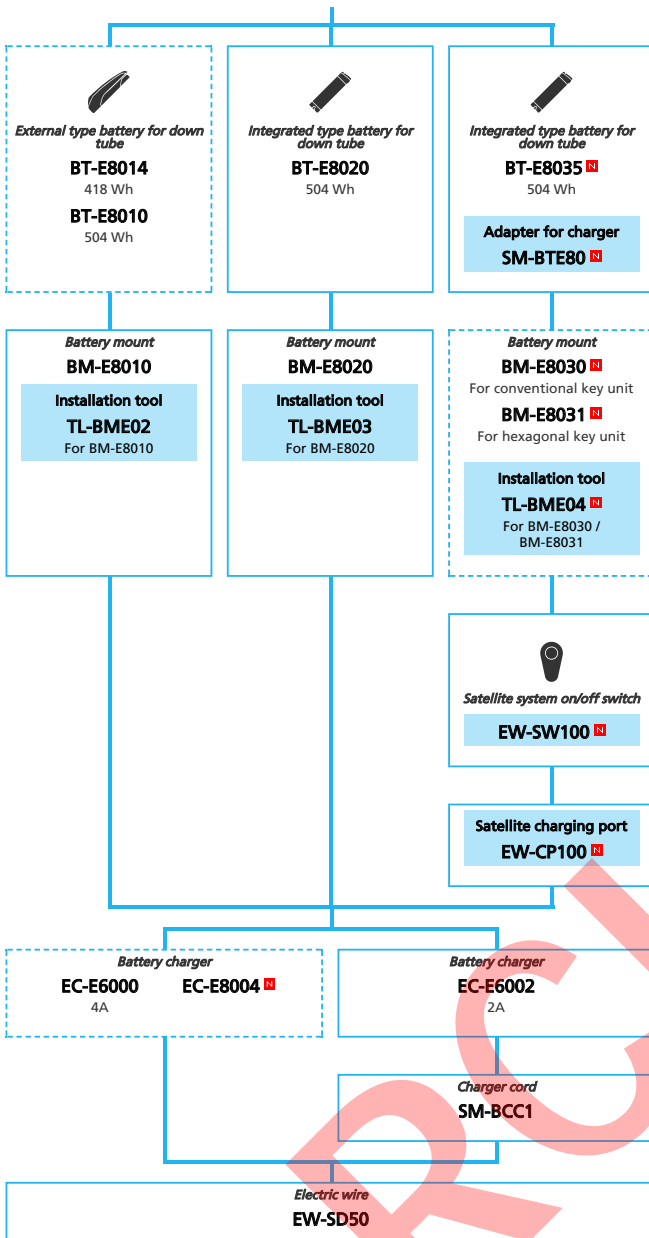 External type battery for down
tube
BT-E8014
418 Wh
BT-E8010
504 Wh
Integrated type battery for
down tube
BT-E8020
504 Wh
Integrated type battery for
down tube
BT-E8035 N
504 Wh
Adapter for charger
SM-BTE80 N
Battery mount
BM-E8010
Installation tool
TL-BME02
For BM-E8010
Battery mount
BM-E8020
Installation tool
TL-BME03
For BM-E8020
Battery mount
BM-E8030 N
For conventional key unit
BM-E8031 N
For hexagonal key unit
Installation tool
TL-BME04 N
For BM-E8030 /
BM-E8031
Satellite system on/off switch
EW-SW100 N
Satellite charging port
EW-CP100 N
Battery charger
EC-E6000 EC-E8004 N
4A
Battery charger
EC-E6002
2A
Charger cord
SM-BCC1
Electric wire
EW-SD50